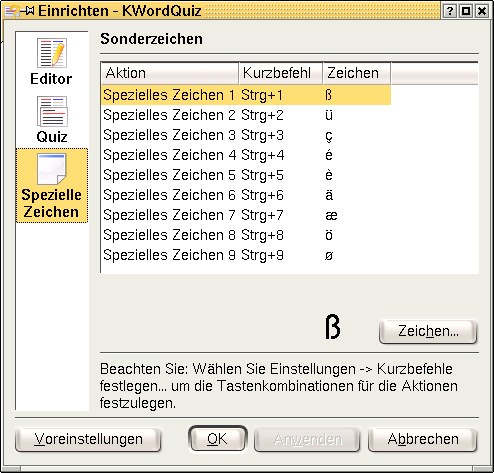 Einrichten - KWordQuiz
Sonderzeichen
Editor
Quiz
Spezielle
Zeichen
Aktion Kurzbefehl Zeichen
Spezielles Zeichen 1 Strg+1 ß
Spezielles Zeichen 2 Strg+2 ü
Spezielles Zeichen 3 Strg+3 ç
Spezielles Zeichen 4 Strg+4 é
Spezielles Zeichen 5 Strg+5 è
Spezielles Zeichen 6 Strg+6 ä
Spezielles Zeichen 7 Strg+7 æ
Spezielles Zeichen 8 Strg+8 ö
Spezielles Zeichen 9 Strg+9 ø
ß
Zeichen...
Beachten Sie: Wählen Sie Einstellungen -> Kurzbefehle
festlegen... um die Tastenkombinationen für die Aktionen
festzulegen.
Voreinstellungen OK Anwenden Abbrechen